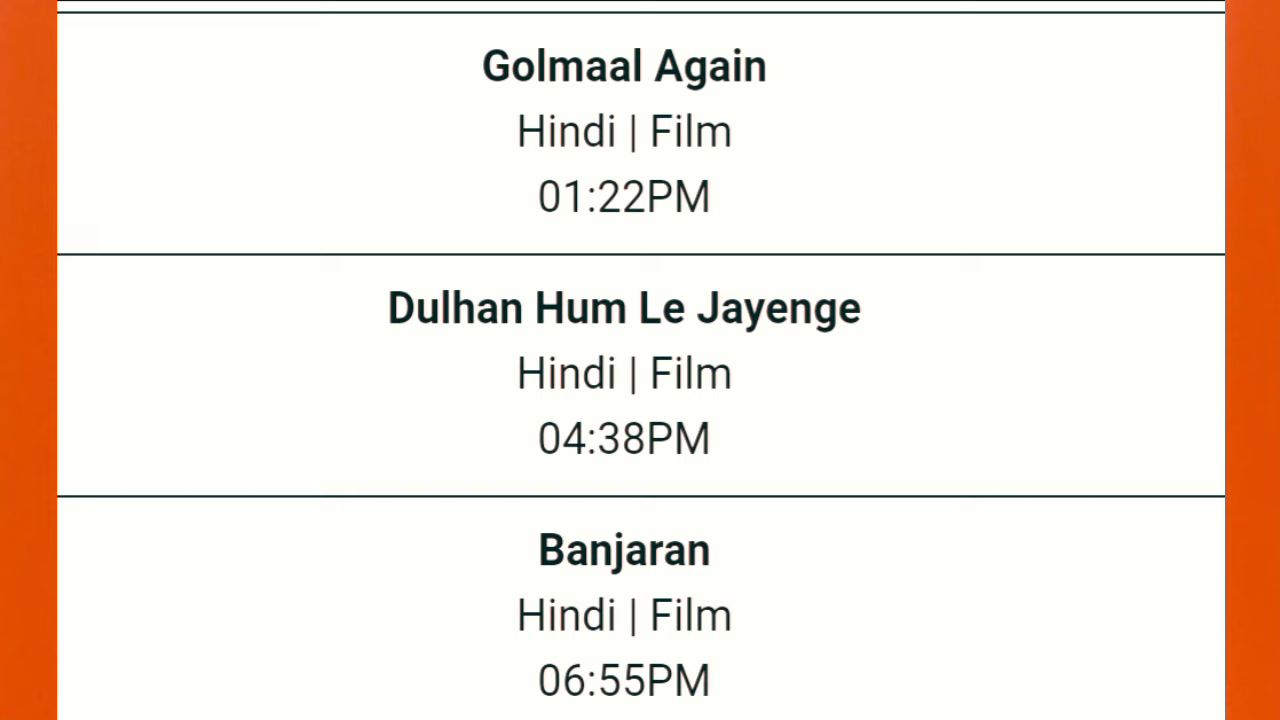 Golmaal Again
Hindi | Film
01:22PM
Dulhan Hum Le Jayenge
Hindi | Film
04:38PM
Banjaran
Hindi | Film
06:55PM